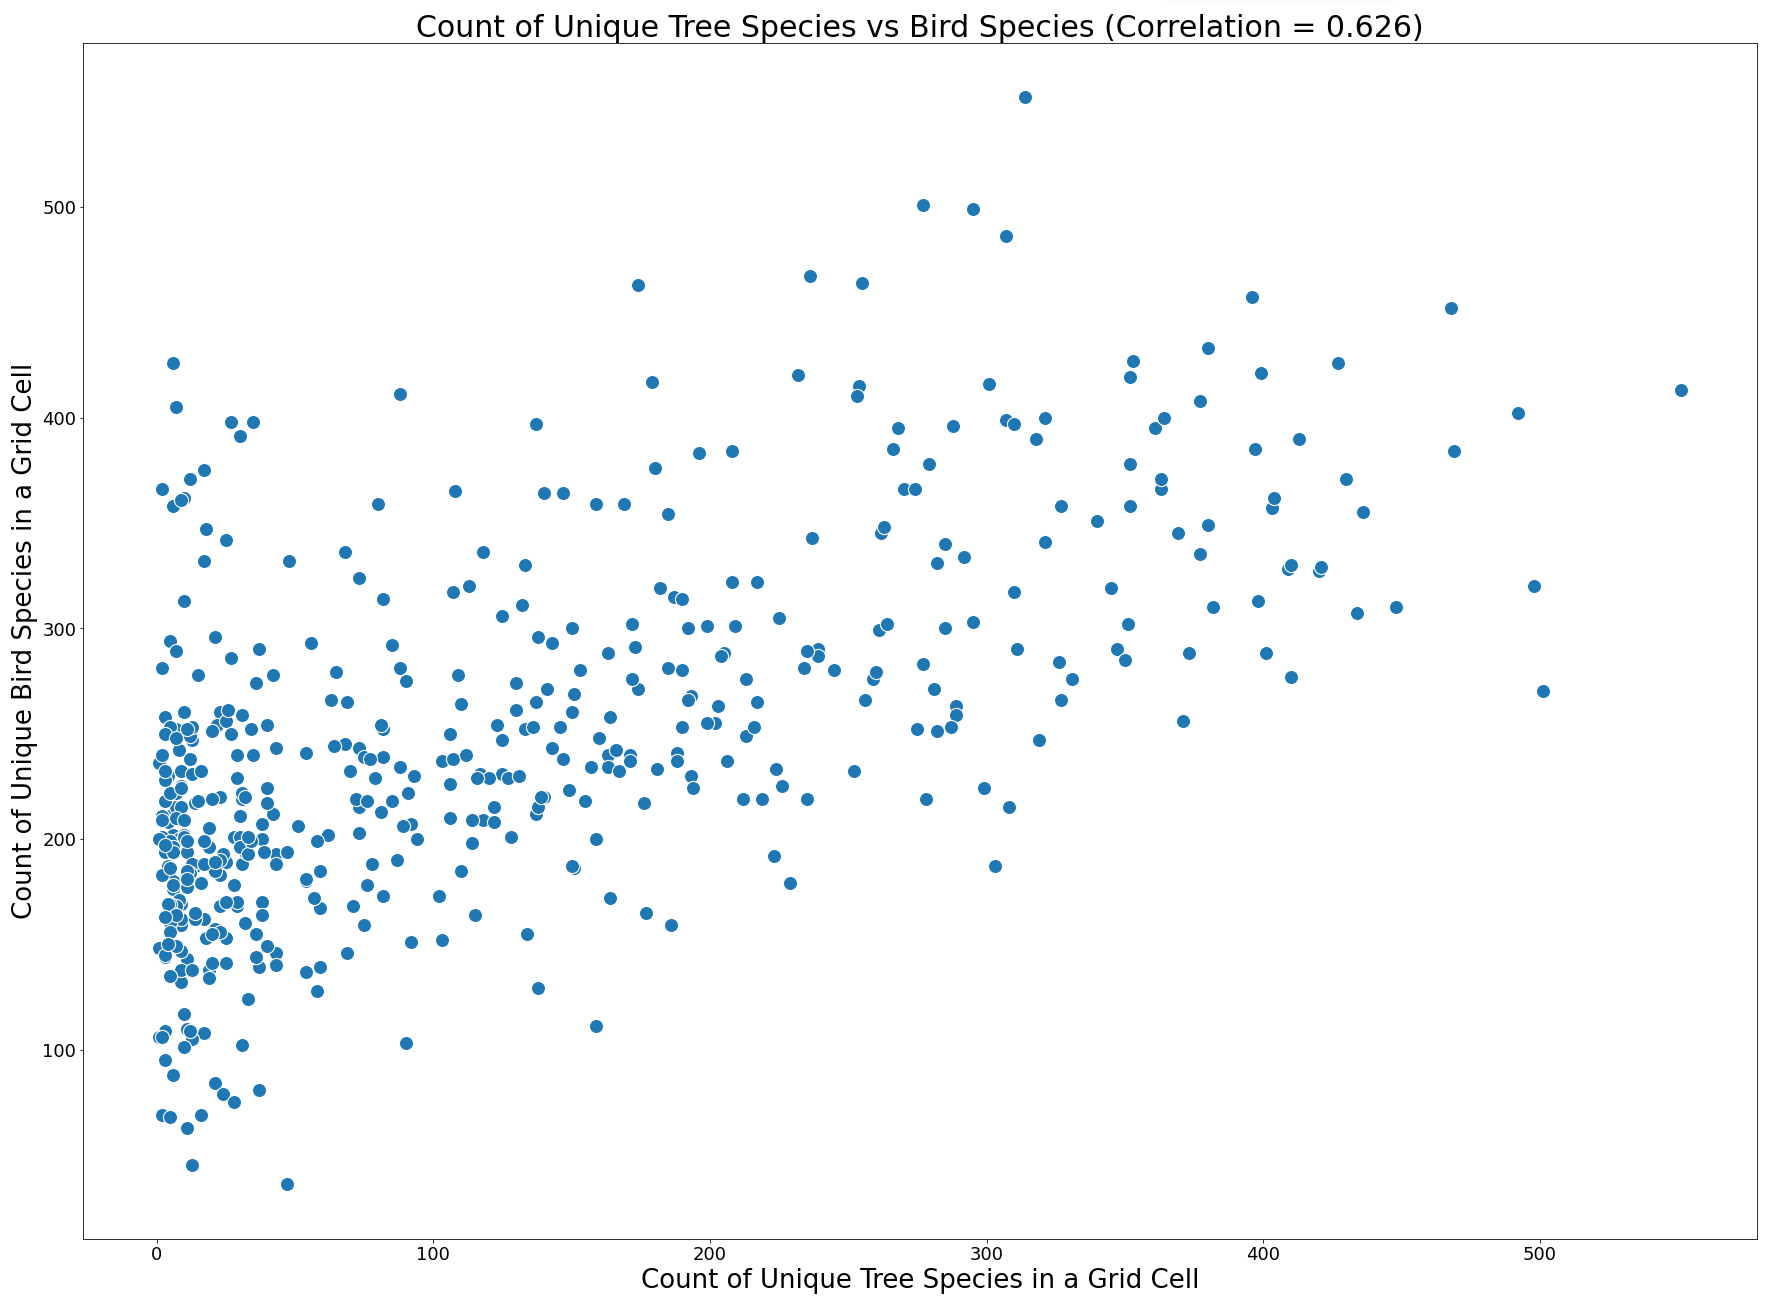 Count of Unique Tree Species vs Bird Species (Correlation = 0.626)
Count of Unique Bird Species in a Grid Cell
500
400
300
200
100
0 100 200 300 400 500
Count of Unique Tree Species in a Grid Cell